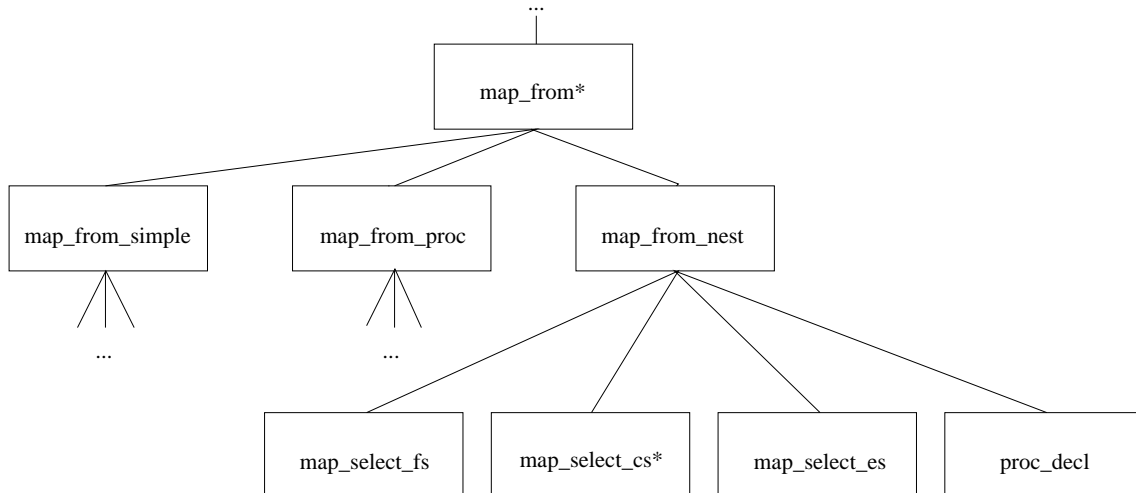 ...
map_from*
map_from_simple
map_from_proc
map_from_nest
...
...
map_select_fs
map_select_cs*
map_select_es
proc_decl